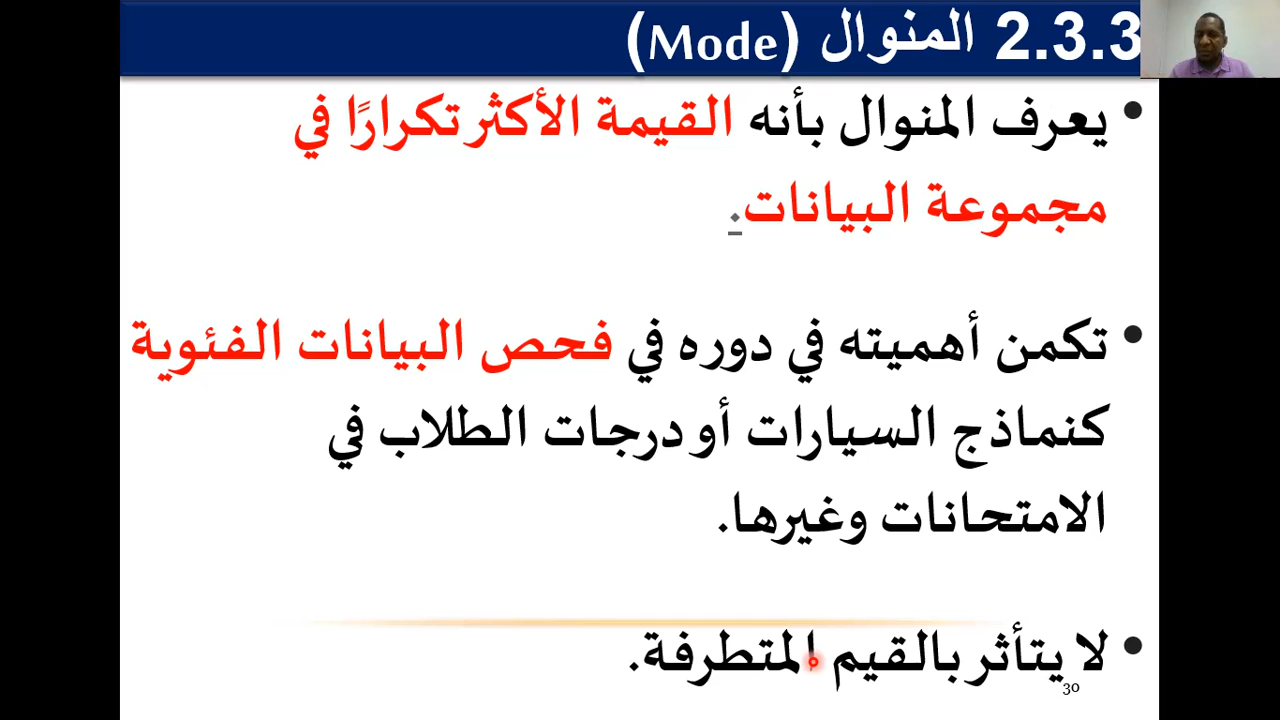 2.3.3 المنوال (Mode)
• يعرف المنوال بأنه القيمة الأكثر تكرارًا في
مجموعة البيانات.
• تكمن أهميته في دوره في فحص البيانات الفئوية
كنماذج السيارات أو درجات الطلاب في
الامتحانات وغيرها.
• لا يتأثر بالقيم المتطرفة.
30